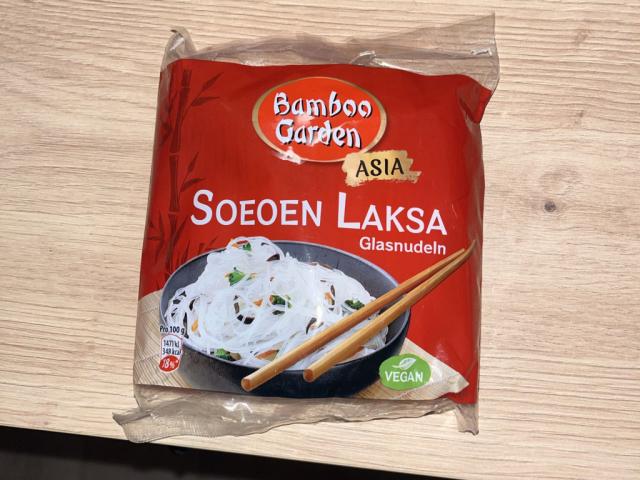 Bamboo
Garden
ASIA
SOEOEN LAKSA
Glasnudeln
Pro 100 g
1471 kJ
348 kcal
18%*
VEGAN